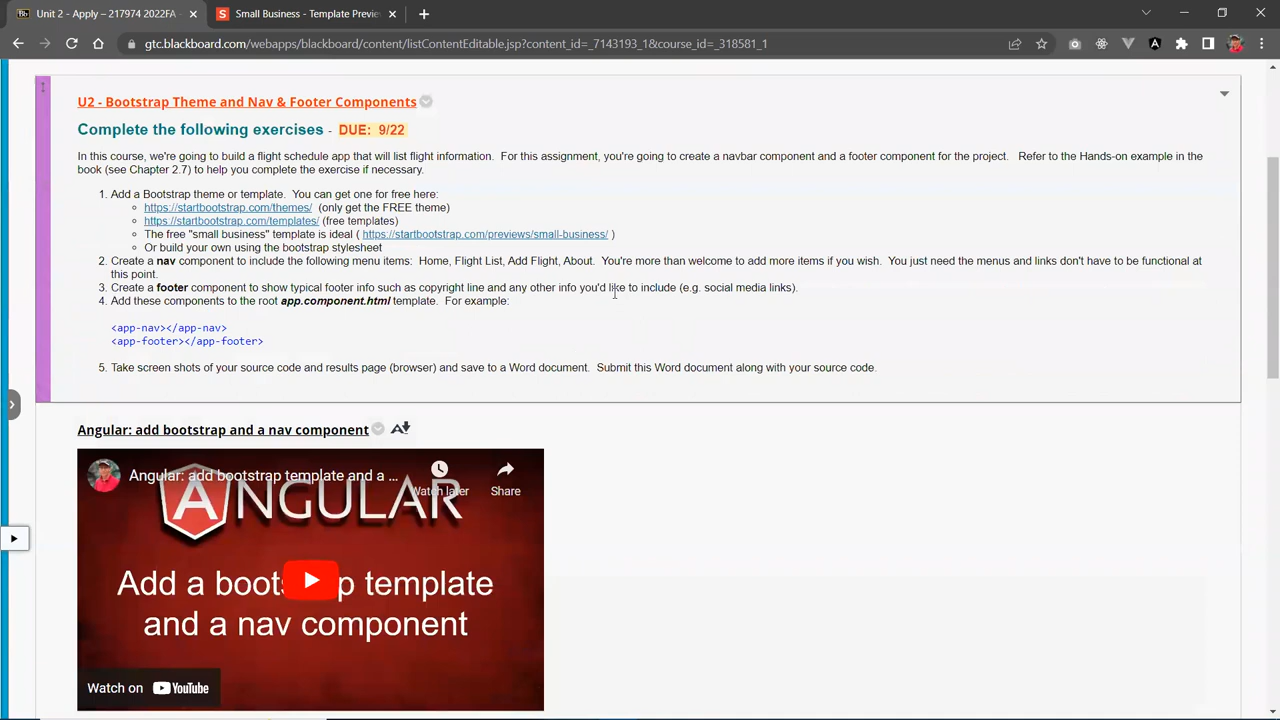 Unit 2 - Apply – 217974 2022FA -
Small Business - Template Previe
gtc.blackboard.com/webapps/blackboard/content/listContentEditable.jsp?content_id=_7143193_1&course_id=_318581_1
U2 - Bootstrap Theme and Nav & Footer Components
Complete the following exercises - DUE: 9/22
In this course, we're going to build a flight schedule app that will list flight information. For this assignment, you're going to create a navbar component and a footer component for the project. Refer to the Hands-on example in the
book (see Chapter 2.7) to help you complete the exercise if necessary.
1. Add a Bootstrap theme or template. You can get one for free here:
https://startbootstrap.com/themes/ (only get the FREE theme)
https://startbootstrap.com/templates/ (free templates)
The free "small business" template is ideal ( https://startbootstrap.com/previews/small-business/ )
Or build your own using the bootstrap stylesheet
2. Create a nav component to include the following menu items: Home, Flight List, Add Flight, About. You're more than welcome to add more items if you wish. You just need the menus and links don't have to be functional at
this point.
3. Create a footer component to show typical footer info such as copyright line and any other info you'd like to include (e.g. social media links).
4. Add these components to the root app.component.html template. For example:
<app-nav></app-nav>
<app-footer></app-footer>
5. Take screen shots of your source code and results page (browser) and save to a Word document. Submit this Word document along with your source code.
Angular: add bootstrap and a nav component
Angular: add bootstrap template and a ...
Watch later
Share
ANGULAR
Add a bootstrap template
and a nav component
Watch on YouTube